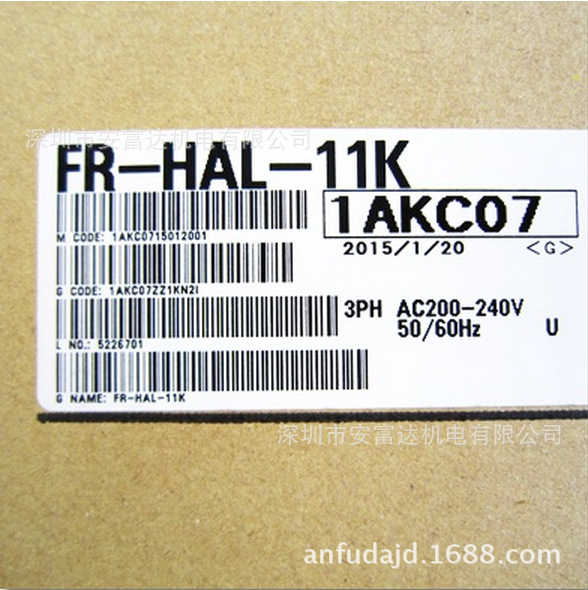 深圳市安富达机电有限公司
FR-HAL-11K
1AKC07
M CODE: 1AKC0715012001
2015/1/20 <G>
G CODE: 1AKC07ZZ1KN2I
3PH AC200-240V
50/60Hz U
L NO.: 5226701
G NAME: FR-HAL-11K
深圳市安富达机电有限公司
anfudajd.1688.com